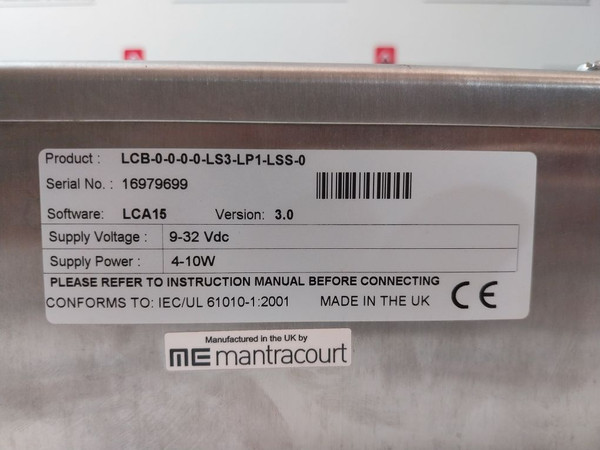 Product : LCB-0-0-0-0-LS3-LP1-LSS-0
Serial No. : 16979699
Software: LCA15 Version: 3.0
Supply Voltage : 9-32 Vdc
Supply Power : 4-10W
PLEASE REFER TO INSTRUCTION MANUAL BEFORE CONNECTING
CONFORMS TO: IEC/UL 61010-1:2001 MADE IN THE UK CE
Manufactured in the UK by
ME mantracourt